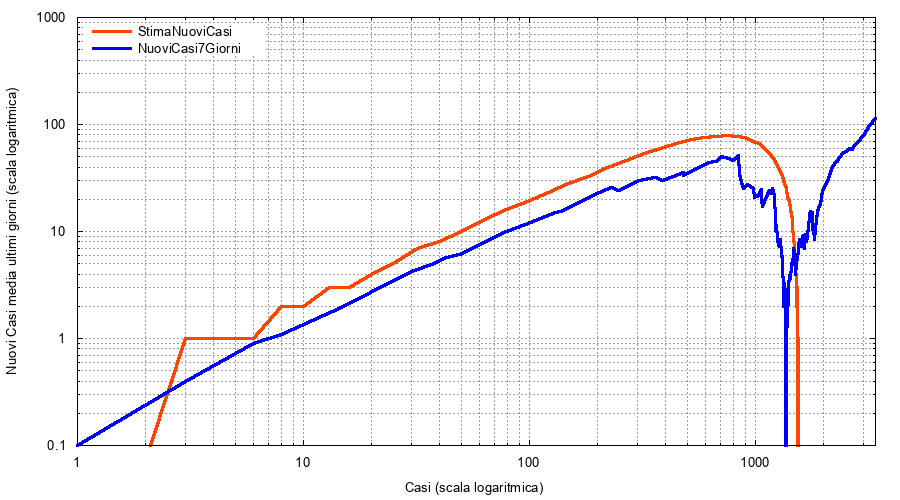 1000
100
10
1
0.1
StimaNuoviCasi
NuoviCasi7Giorni
Nuovi Casi media ultimi giorni (scala logaritmica)
1 10 100 1000
Casi (scala logaritmica)